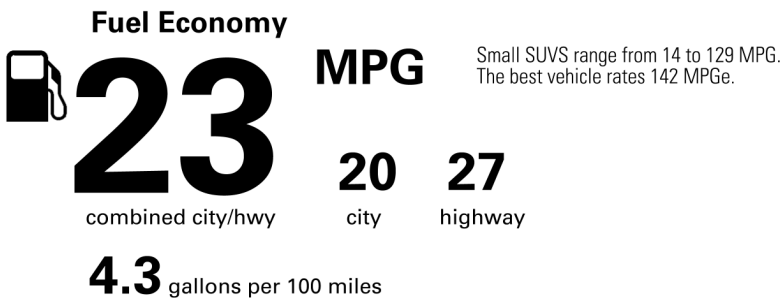 Fuel Economy
23 MPG
Small SUVS range from 14 to 129 MPG.
The best vehicle rates 142 MPGe.
20 27
combined city/hwy city highway
4.3 gallons per 100 miles